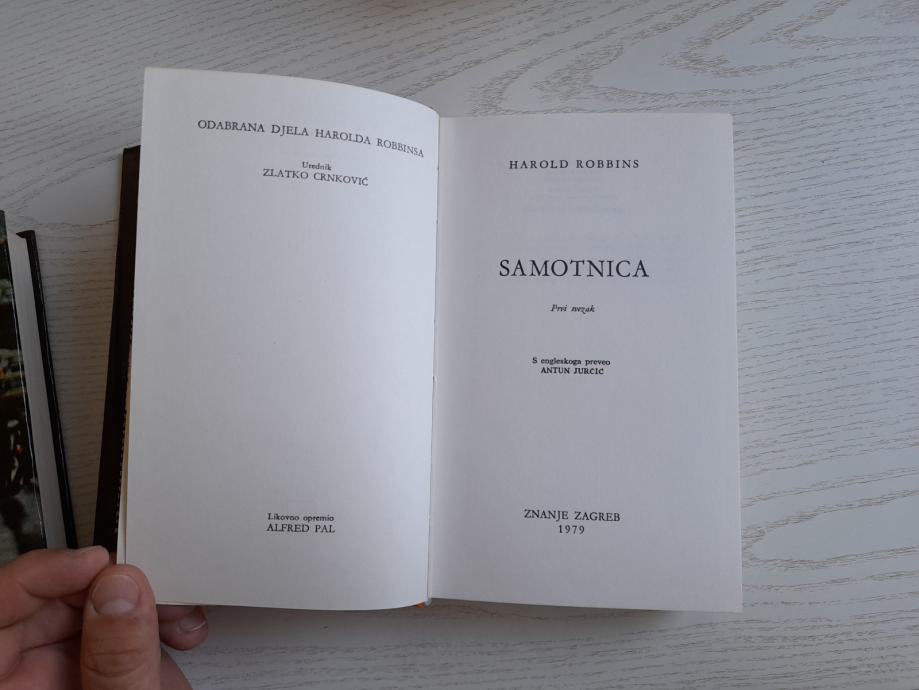 ODABRANA DJELA HAROLDA ROBBINSA
Urednik
ZLATKO CRNKOVIĆ
Likovno opremio
ALFRED PAL
HAROLD ROBBINS
SAMOTNICA
Prvi svezak
S engleskoga preveo
ANTUN JURČIĆ
ZNANJE ZAGREB
1979